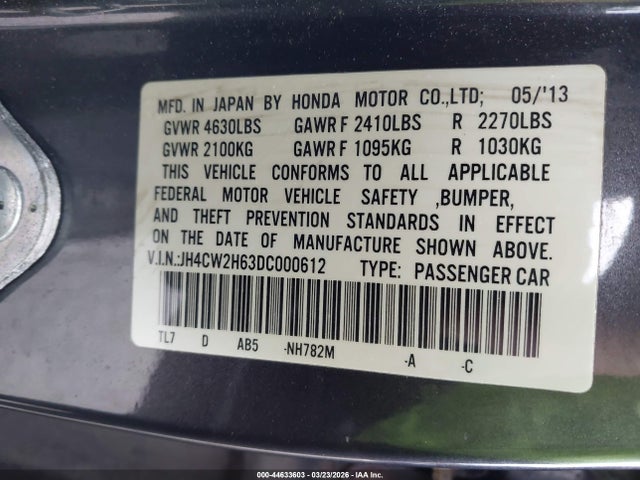 MFD. IN JAPAN BY HONDA MOTOR CO.,LTD; 05/'13
GVWR 4630LBS GAWR F 2410LBS R 2270LBS
GVWR 2100KG GAWR F 1095KG R 1030KG
THIS VEHICLE CONFORMS TO ALL APPLICABLE
FEDERAL MOTOR VEHICLE SAFETY ,BUMPER,
AND THEFT PREVENTION STANDARDS IN EFFECT
ON THE DATE OF MANUFACTURE SHOWN ABOVE.
V.I.N.:JH4CW2H63DC000612 TYPE: PASSENGER CAR
TL7 D AB5 -NH782M -A -C
000-44633603 | 03/23/2026 | IAA Inc.